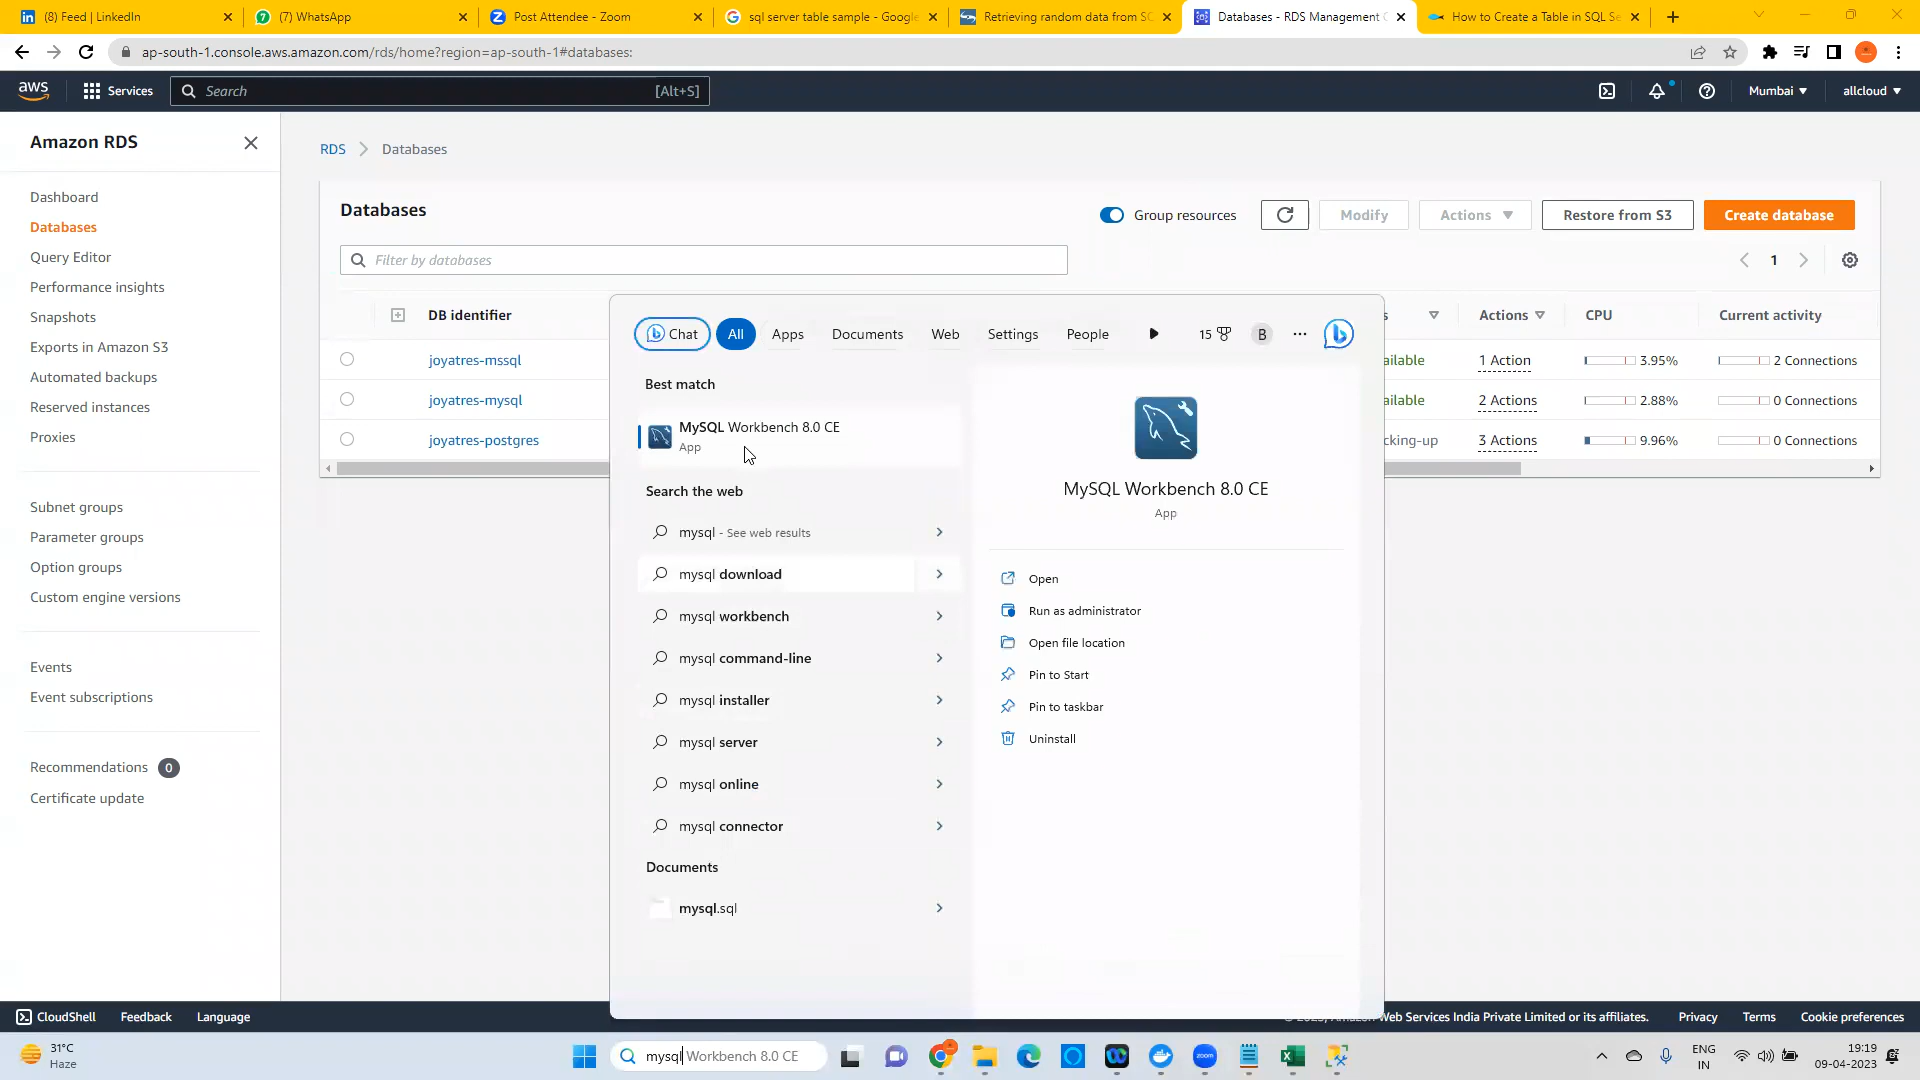 (8) Feed | LinkedIn
(7) WhatsApp
Post Attendee - Zoom
sql server table sample - Google
Retrieving random data from SC
Databases - RDS Management C
How to Create a Table in SQL Se
ap-south-1.console.aws.amazon.com/rds/home?region=ap-south-1#databases:
aws
Services
Search
[Alt+S]
Mumbai
allcloud
Amazon RDS
Dashboard
Databases
Query Editor
Performance insights
Snapshots
Exports in Amazon S3
Automated backups
Reserved instances
Proxies
Subnet groups
Parameter groups
Option groups
Custom engine versions
Events
Event subscriptions
Recommendations 0
Certificate update
RDS > Databases
Databases
Group resources
Modify
Actions
Restore from S3
Create database
Filter by databases
1
DB identifier
s
Actions
CPU
Current activity
joyatres-mssql
ailable
1 Action
3.95%
2 Connections
joyatres-mysql
ailable
2 Actions
2.88%
0 Connections
joyatres-postgres
cking-up
3 Actions
9.96%
0 Connections
Chat
All
Apps
Documents
Web
Settings
People
15
B
Best match
MySQL Workbench 8.0 CE
App
Search the web
mysql - See web results
mysql download
mysql workbench
mysql command-line
mysql installer
mysql server
mysql online
mysql connector
Documents
mysql.sql
MySQL Workbench 8.0 CE
App
Open
Run as administrator
Open file location
Pin to Start
Pin to taskbar
Uninstall
CloudShell
Feedback
Language
Web Services India Private Limited or its affiliates.
Privacy
Terms
Cookie preferences
31°C
Haze
mysql Workbench 8.0 CE
zoom
ENG
IN
19:19
09-04-2023